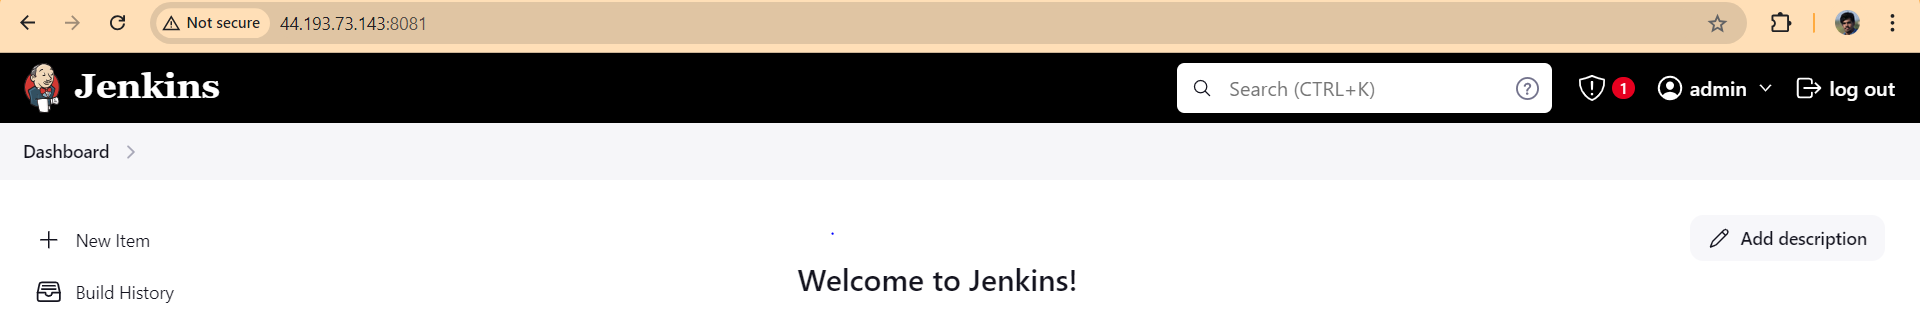 Not secure 44.193.73.143:8081
Jenkins Search (CTRL+K) ? 1 admin log out
Dashboard
New Item
Add description
Welcome to Jenkins!
Build History